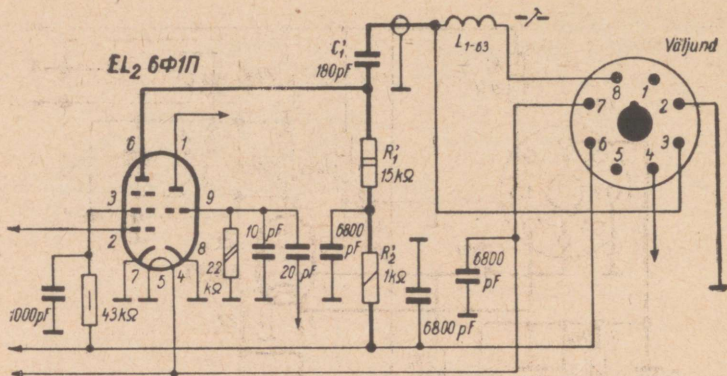 EL₂ 6Ф1П
C₁'
180pF
L₁₋₆₃
Väljund
8
1
7
2
6
3
5
4
6
1
3
9
2
8
7
5
4
R₁'
15kΩ
6800
pF
R₂'
1kΩ
10
pF
20
pF
22
kΩ
1000pF
43kΩ
6800
pF
6800
pF